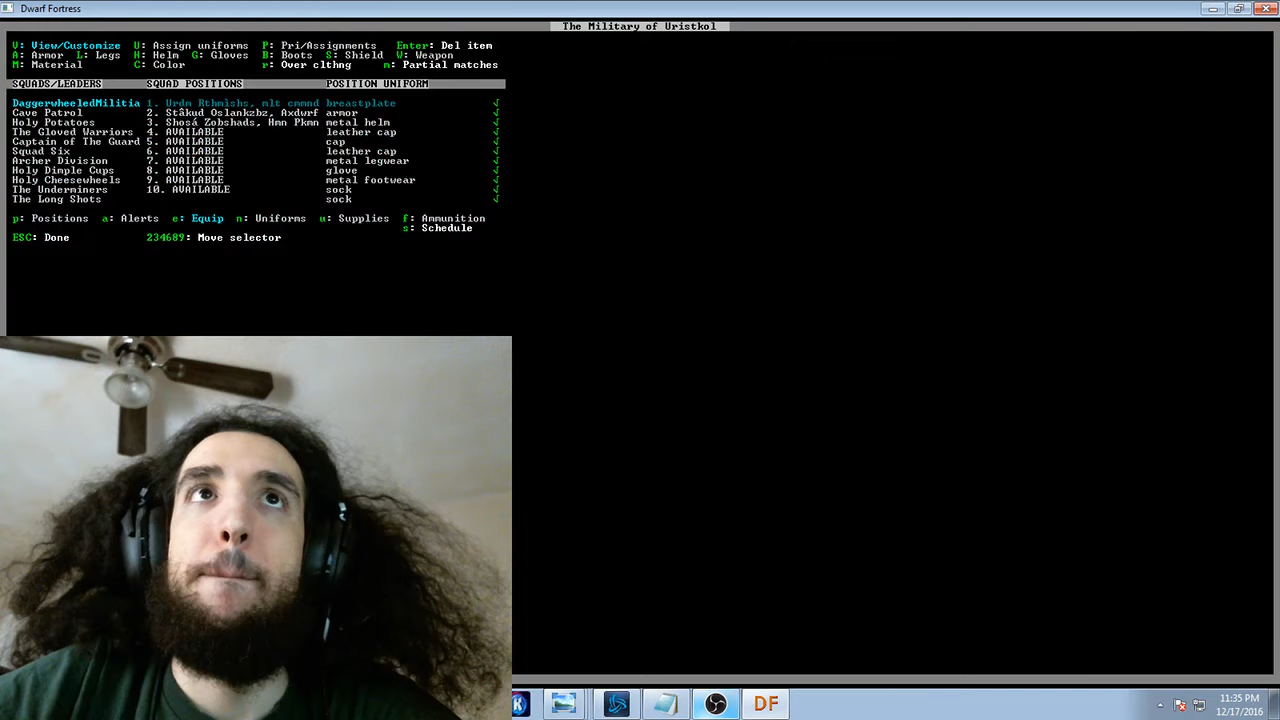 Dwarf Fortress
The Military of Uristkol
V: View/Customize U: Assign uniforms P: Pri/Assignments Enter: Del item
A: Armor L: Legs H: Helm G: Gloves B: Boots S: Shield W: Weapon
M: Material C: Color r: Over clthng m: Partial matches
SQUADS/LEADERS SQUAD POSITIONS POSITION UNIFORM
DaggerwheeledMilitia 1. Urdm Rthmishs, mlt cmmnd breastplate √
Cave Patrol 2. Stâkud Oslankzbz, Axdwrf armor √
Holy Potatoes 3. Shosá Zobshads, Hmn Pkmn metal helm √
The Gloved Warriors 4. AVAILABLE leather cap √
Captain of The Guard 5. AVAILABLE cap √
Squad Six 6. AVAILABLE leather cap √
Archer Division 7. AVAILABLE metal legwear √
Holy Dimple Cups 8. AVAILABLE glove √
Holy Cheesewheels 9. AVAILABLE metal footwear √
The Underminers 10. AVAILABLE sock √
The Long Shots sock √
p: Positions a: Alerts e: Equip n: Uniforms u: Supplies f: Ammunition
s: Schedule
ESC: Done 234689: Move selector
K DF
11:35 PM
12/17/2016